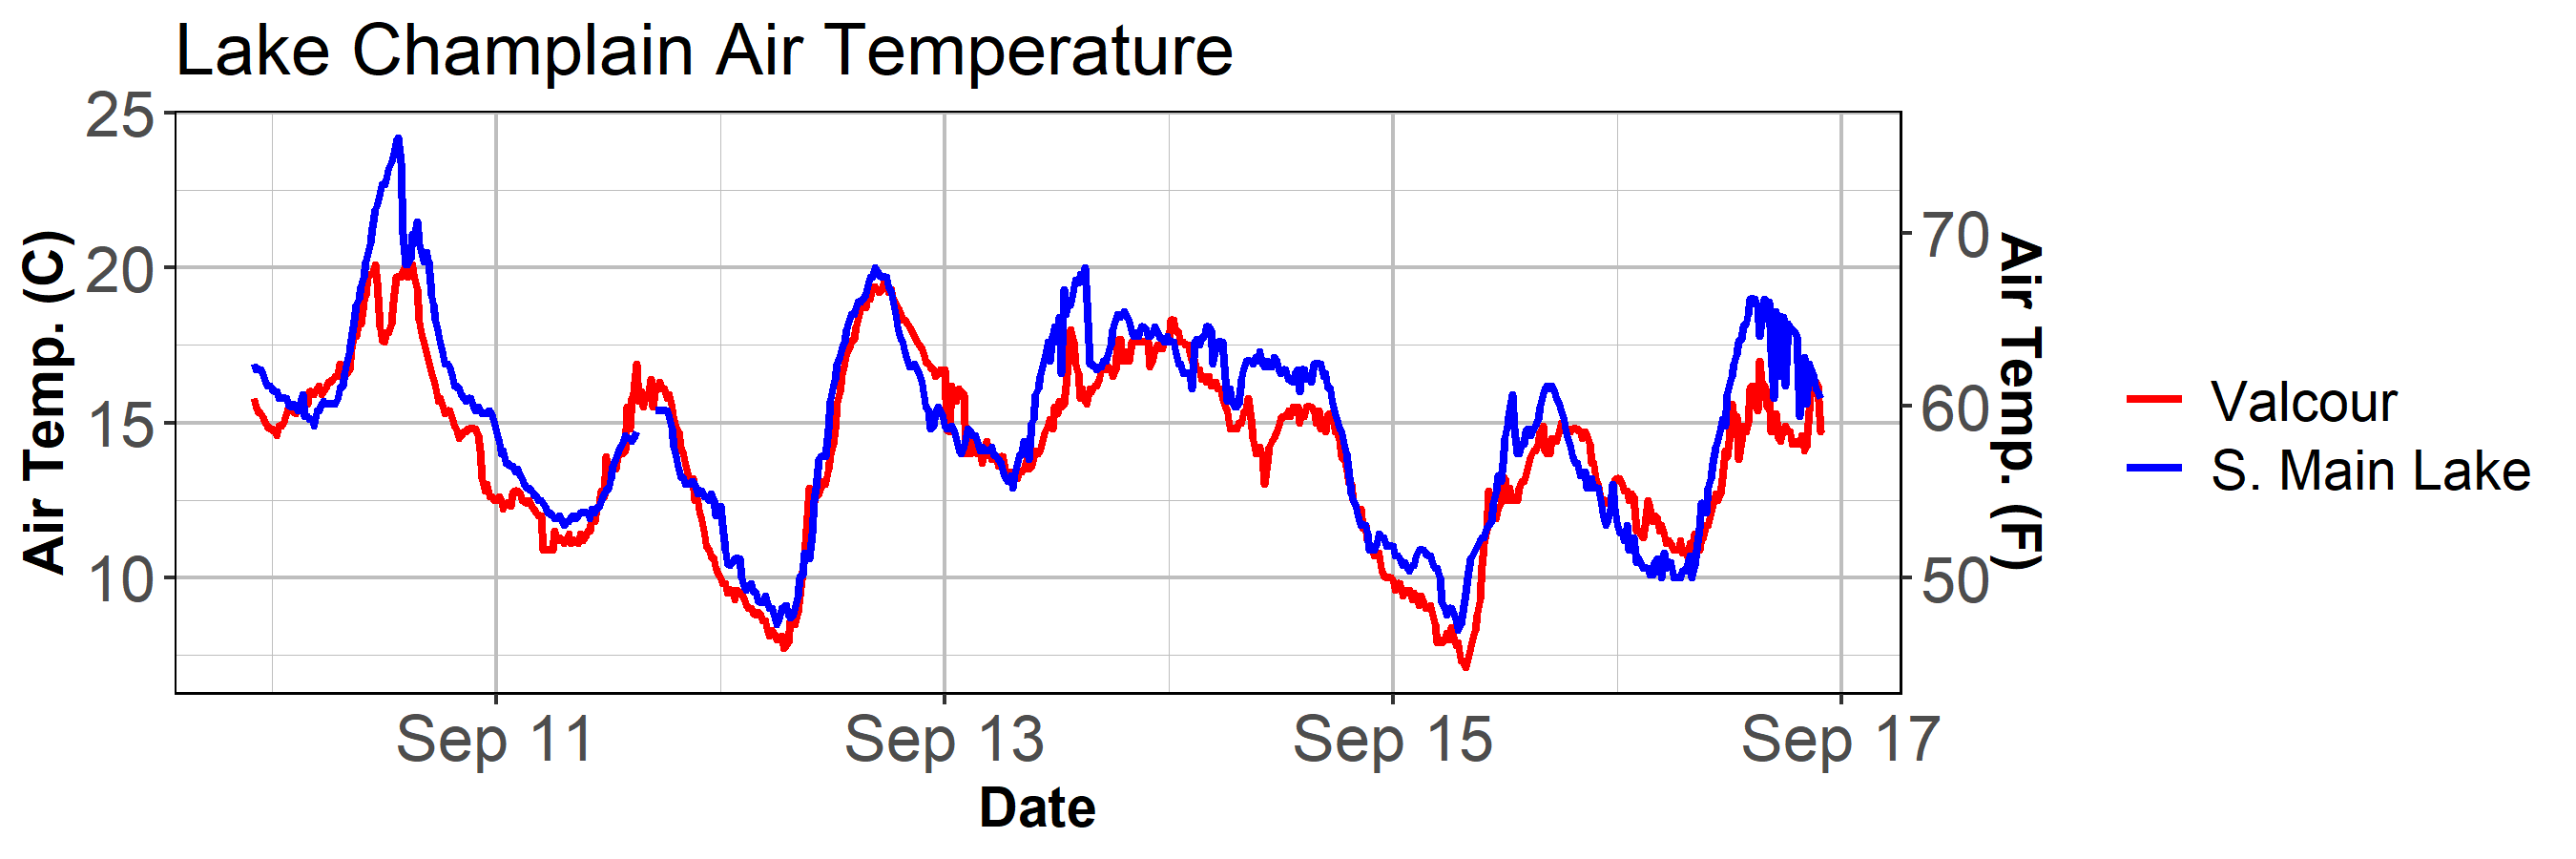 Lake Champlain Air Temperature
Air Temp. (C)
25
20
15
10
70
60
50
Air Temp. (F)
Sep 11
Sep 13
Sep 15
Sep 17
Date
Valcour
S. Main Lake